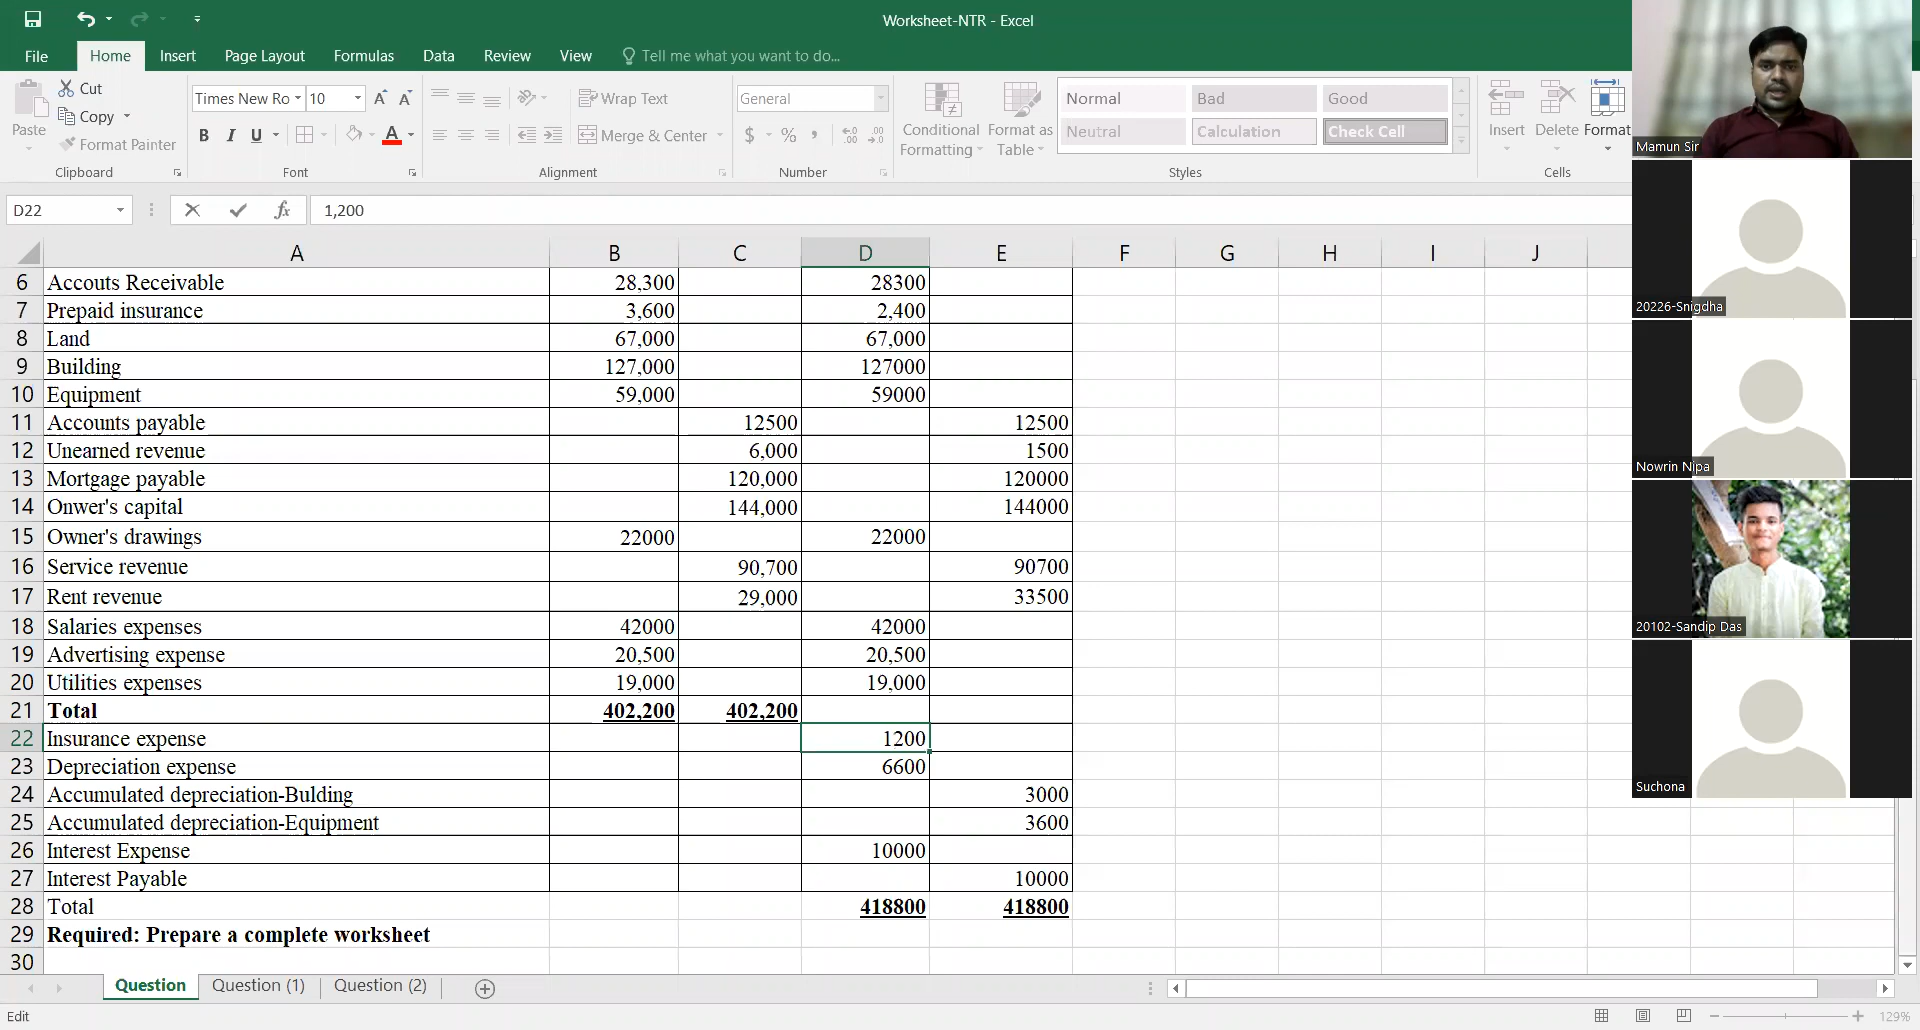 Worksheet-NTR - Excel
File Home Insert Page Layout Formulas Data Review View Tell me what you want to do...
Paste Cut Copy Format Painter Clipboard
Times New Ro 10 B I U A Font
Wrap Text Merge & Center Alignment
General $ % , Number
Conditional Formatting Format as Table
Normal Bad Good
Neutral Calculation Check Cell
Styles
Insert Delete Format
Cells
D22 fx 1,200
A B C D E F G H I J
6 Accouts Receivable 28,300 28300
7 Prepaid insurance 3,600 2,400
8 Land 67,000 67,000
9 Building 127,000 127000
10 Equipment 59,000 59000
11 Accounts payable 12500 12500
12 Unearned revenue 6,000 1500
13 Mortgage payable 120,000 120000
14 Onwer's capital 144,000 144000
15 Owner's drawings 22000 22000
16 Service revenue 90,700 90700
17 Rent revenue 29,000 33500
18 Salaries expenses 42000 42000
19 Advertising expense 20,500 20,500
20 Utilities expenses 19,000 19,000
21 Total 402,200 402,200
22 Insurance expense 1200
23 Depreciation expense 6600
24 Accumulated depreciation-Bulding 3000
25 Accumulated depreciation-Equipment 3600
26 Interest Expense 10000
27 Interest Payable 10000
28 Total 418800 418800
29 Required: Prepare a complete worksheet
30
Question Question (1) Question (2)
Edit 129%
Mamun Sir
20226-Snigdha
Nowrin Nipa
20102-Sandip Das
Suchona